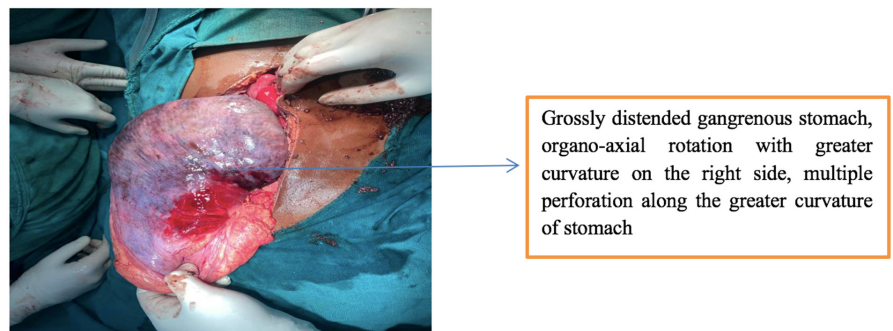 Grossly distended gangrenous stomach,
organo-axial rotation with greater
curvature on the right side, multiple
perforation along the greater curvature
of stomach